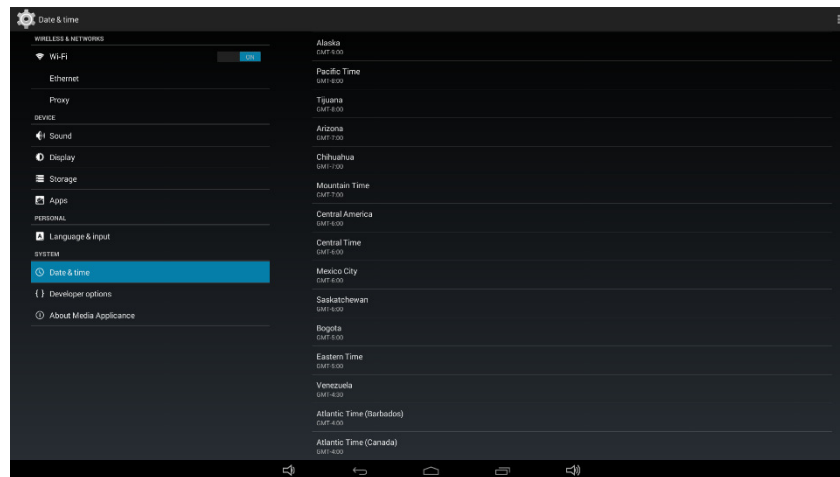 Date & time
WIRELESS & NETWORKS
Wi-Fi
ON
Ethernet
Proxy
DEVICE
Sound
Display
Storage
Apps
PERSONAL
Language & input
SYSTEM
Date & time
Developer options
About Media Applicance
Alaska
GMT-9:00
Pacific Time
GMT-8:00
Tijuana
GMT-8:00
Arizona
GMT-7:00
Chihuahua
GMT-7:00
Mountain Time
GMT-7:00
Central America
GMT-6:00
Central Time
GMT-6:00
Mexico City
GMT-6:00
Saskatchewan
GMT-6:00
Bogota
GMT-5:00
Eastern Time
GMT-5:00
Venezuela
GMT-4:30
Atlantic Time (Barbados)
GMT-4:00
Atlantic Time (Canada)
GMT-4:00